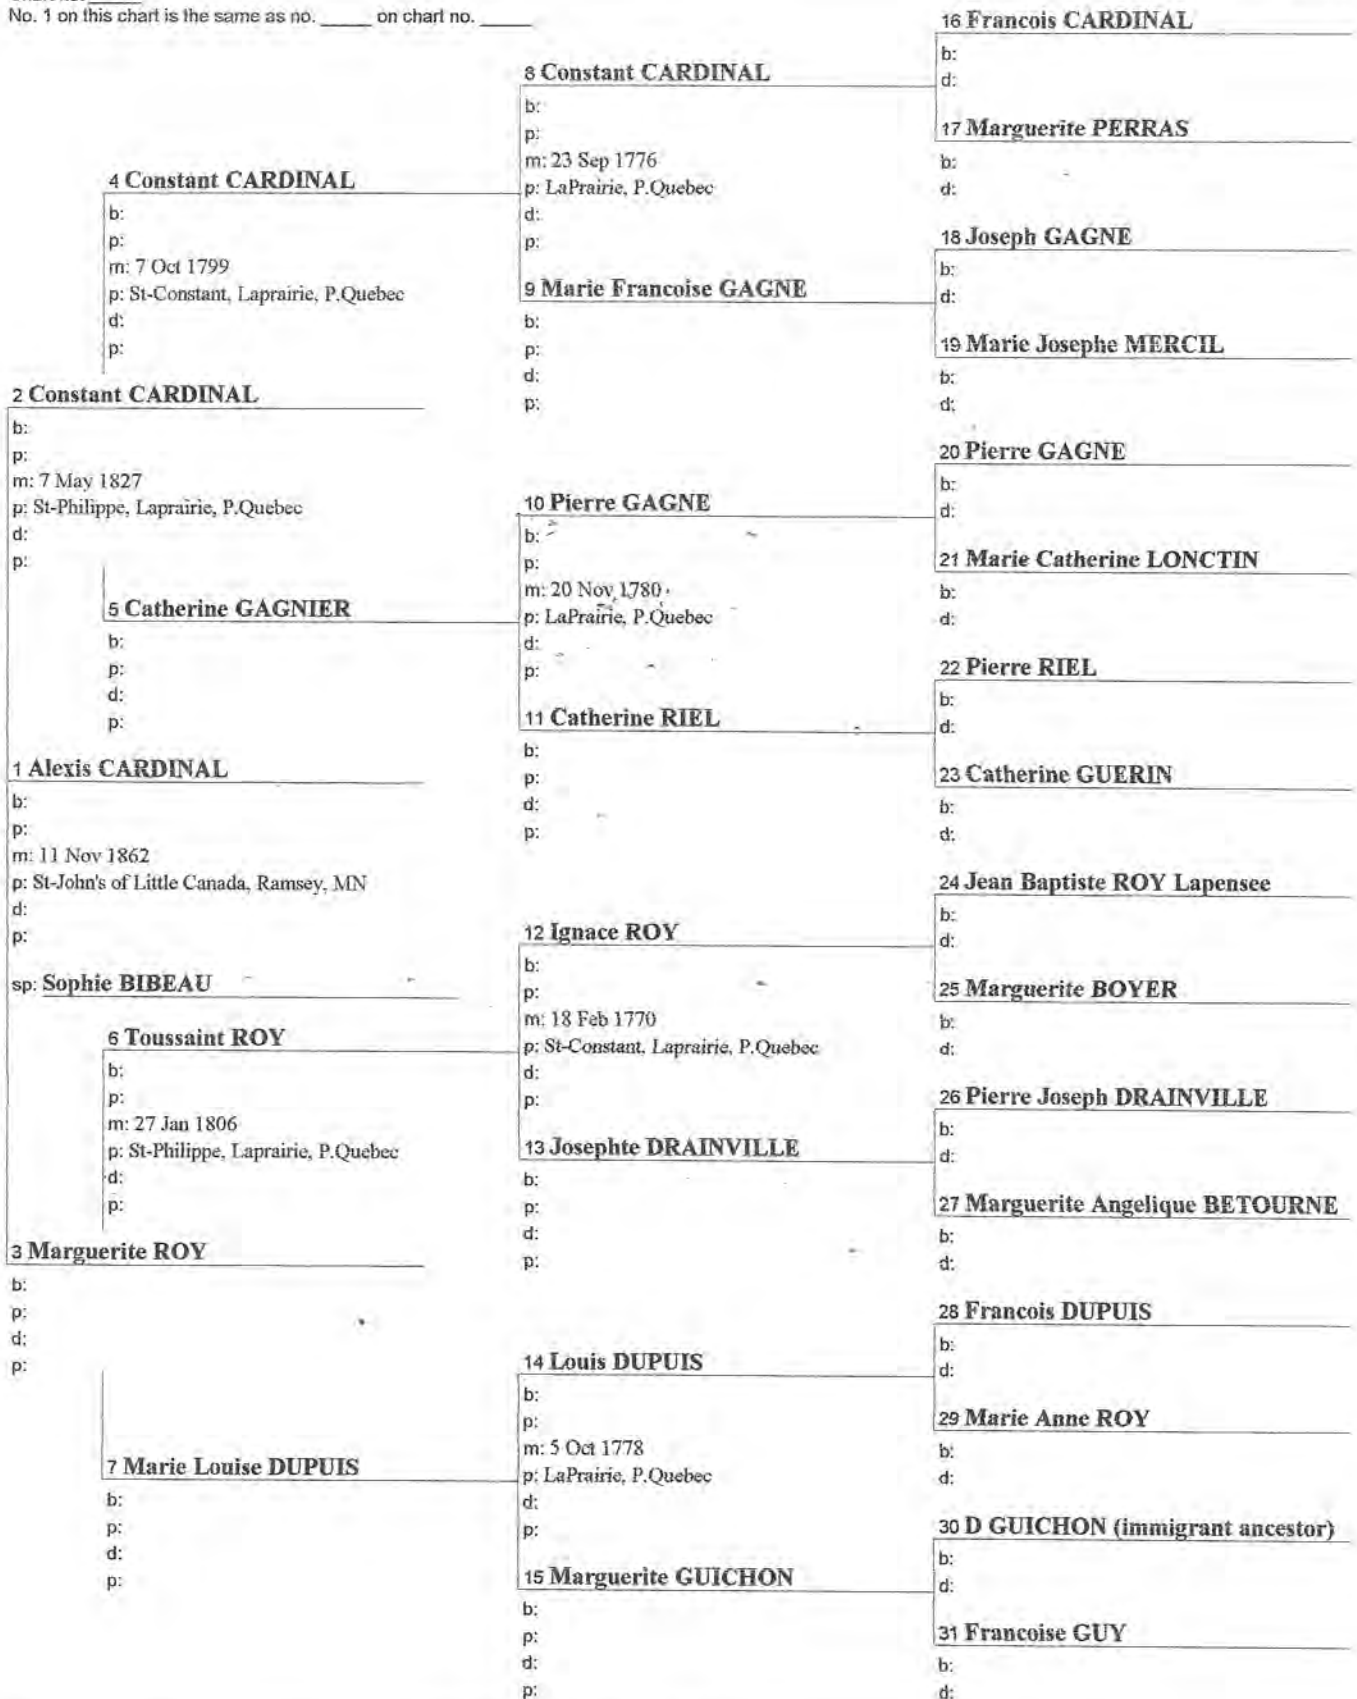 No. 1 on this chart is the same as no. _____ on chart no. _____
16 Francois CARDINAL
b:
d:
8 Constant CARDINAL
b:
p:
m: 23 Sep 1776
p: LaPrairie, P.Quebec
d:
p:
17 Marguerite PERRAS
b:
d:
4 Constant CARDINAL
b:
p:
m: 7 Oct 1799
p: St-Constant, Laprairie, P.Quebec
d:
p:
18 Joseph GAGNE
b:
d:
9 Marie Francoise GAGNE
b:
p:
d:
p:
19 Marie Josephe MERCIL
b:
d:
2 Constant CARDINAL
b:
p:
m: 7 May 1827
p: St-Philippe, Laprairie, P.Quebec
d:
p:
20 Pierre GAGNE
b:
d:
10 Pierre GAGNE
b:
p:
m: 20 Nov 1780
p: LaPrairie, P.Quebec
d:
p:
21 Marie Catherine LONCTIN
b:
d:
5 Catherine GAGNIER
b:
p:
d:
p:
22 Pierre RIEL
b:
d:
11 Catherine RIEL
b:
p:
d:
p:
23 Catherine GUERIN
b:
d:
1 Alexis CARDINAL
b:
p:
m: 11 Nov 1862
p: St-John's of Little Canada, Ramsey, MN
d:
p:
sp: Sophie BIBEAU
24 Jean Baptiste ROY Lapensee
b:
d:
12 Ignace ROY
b:
p:
m: 18 Feb 1770
p: St-Constant, Laprairie, P.Quebec
d:
p:
25 Marguerite BOYER
b:
d:
6 Toussaint ROY
b:
p:
m: 27 Jan 1806
p: St-Philippe, Laprairie, P.Quebec
d:
p:
26 Pierre Joseph DRAINVILLE
b:
d:
13 Josephte DRAINVILLE
b:
p:
d:
p:
27 Marguerite Angelique BETOURNE
b:
d:
3 Marguerite ROY
b:
p:
d:
p:
28 Francois DUPUIS
b:
d:
14 Louis DUPUIS
b:
p:
m: 5 Oct 1778
p: LaPrairie, P.Quebec
d:
p:
29 Marie Anne ROY
b:
d:
7 Marie Louise DUPUIS
b:
p:
d:
p:
30 D GUICHON (immigrant ancestor)
b:
d:
15 Marguerite GUICHON
b:
p:
d:
p:
31 Francoise GUY
b:
d: